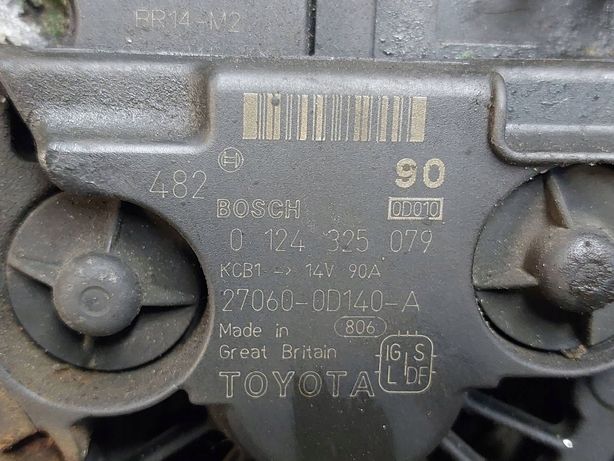 BR14-M2
482
90
BOSCH
0D010
0 124 325 079
KCB1 -> 14V 90A
27060-0D140-A
Made in
806
Great Britain
IG S
L DF
TOYOTA